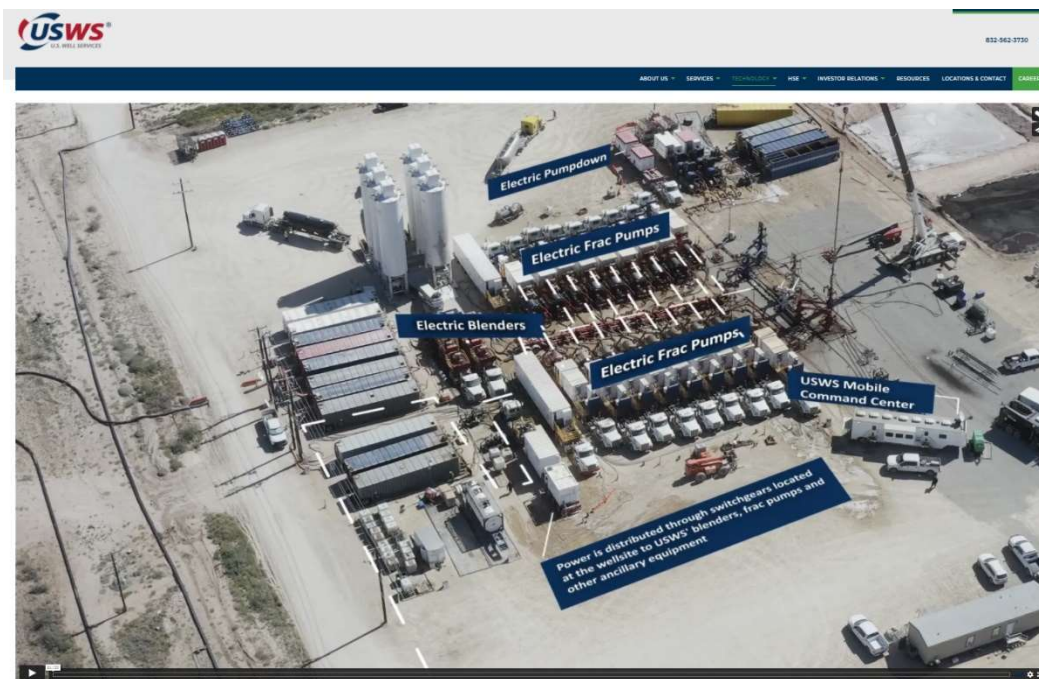 USWS®
U.S. WELL SERVICES
832-562-3730
ABOUT US
SERVICES
TECHNOLOGY
HSE
INVESTOR RELATIONS
RESOURCES
LOCATIONS & CONTACT
CAREER
Electric Pumpdown
Electric Frac Pumps
Electric Blenders
Electric Frac Pumps
USWS Mobile
Command Center
Power is distributed through switchgears located
at the wellsite to USWS' blenders, frac pumps and
other ancillary equipment